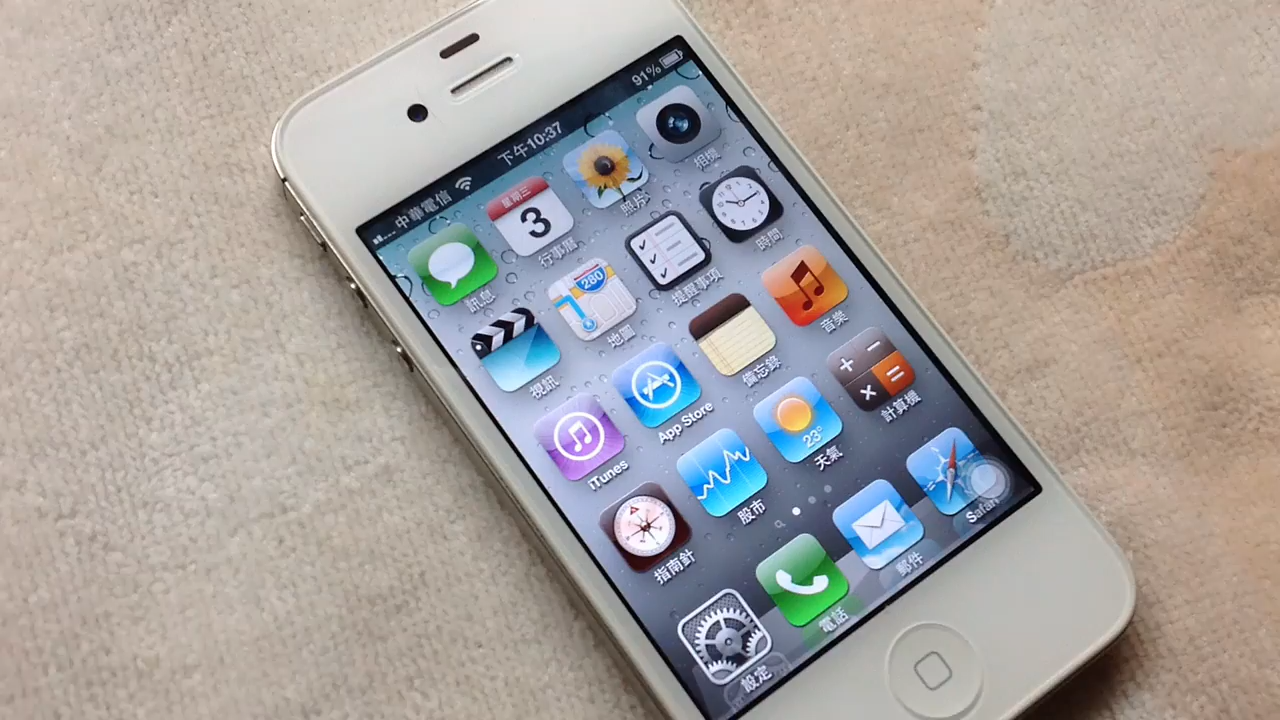 中華電信 下午10:37 91%
星期三
3
訊息 行事曆 照片 相機
280
視訊 地圖 提醒事項 時間
iTunes App Store 備忘錄 音樂
23°
指南針 股市 天氣 計算機
設定 電話 郵件 Safari